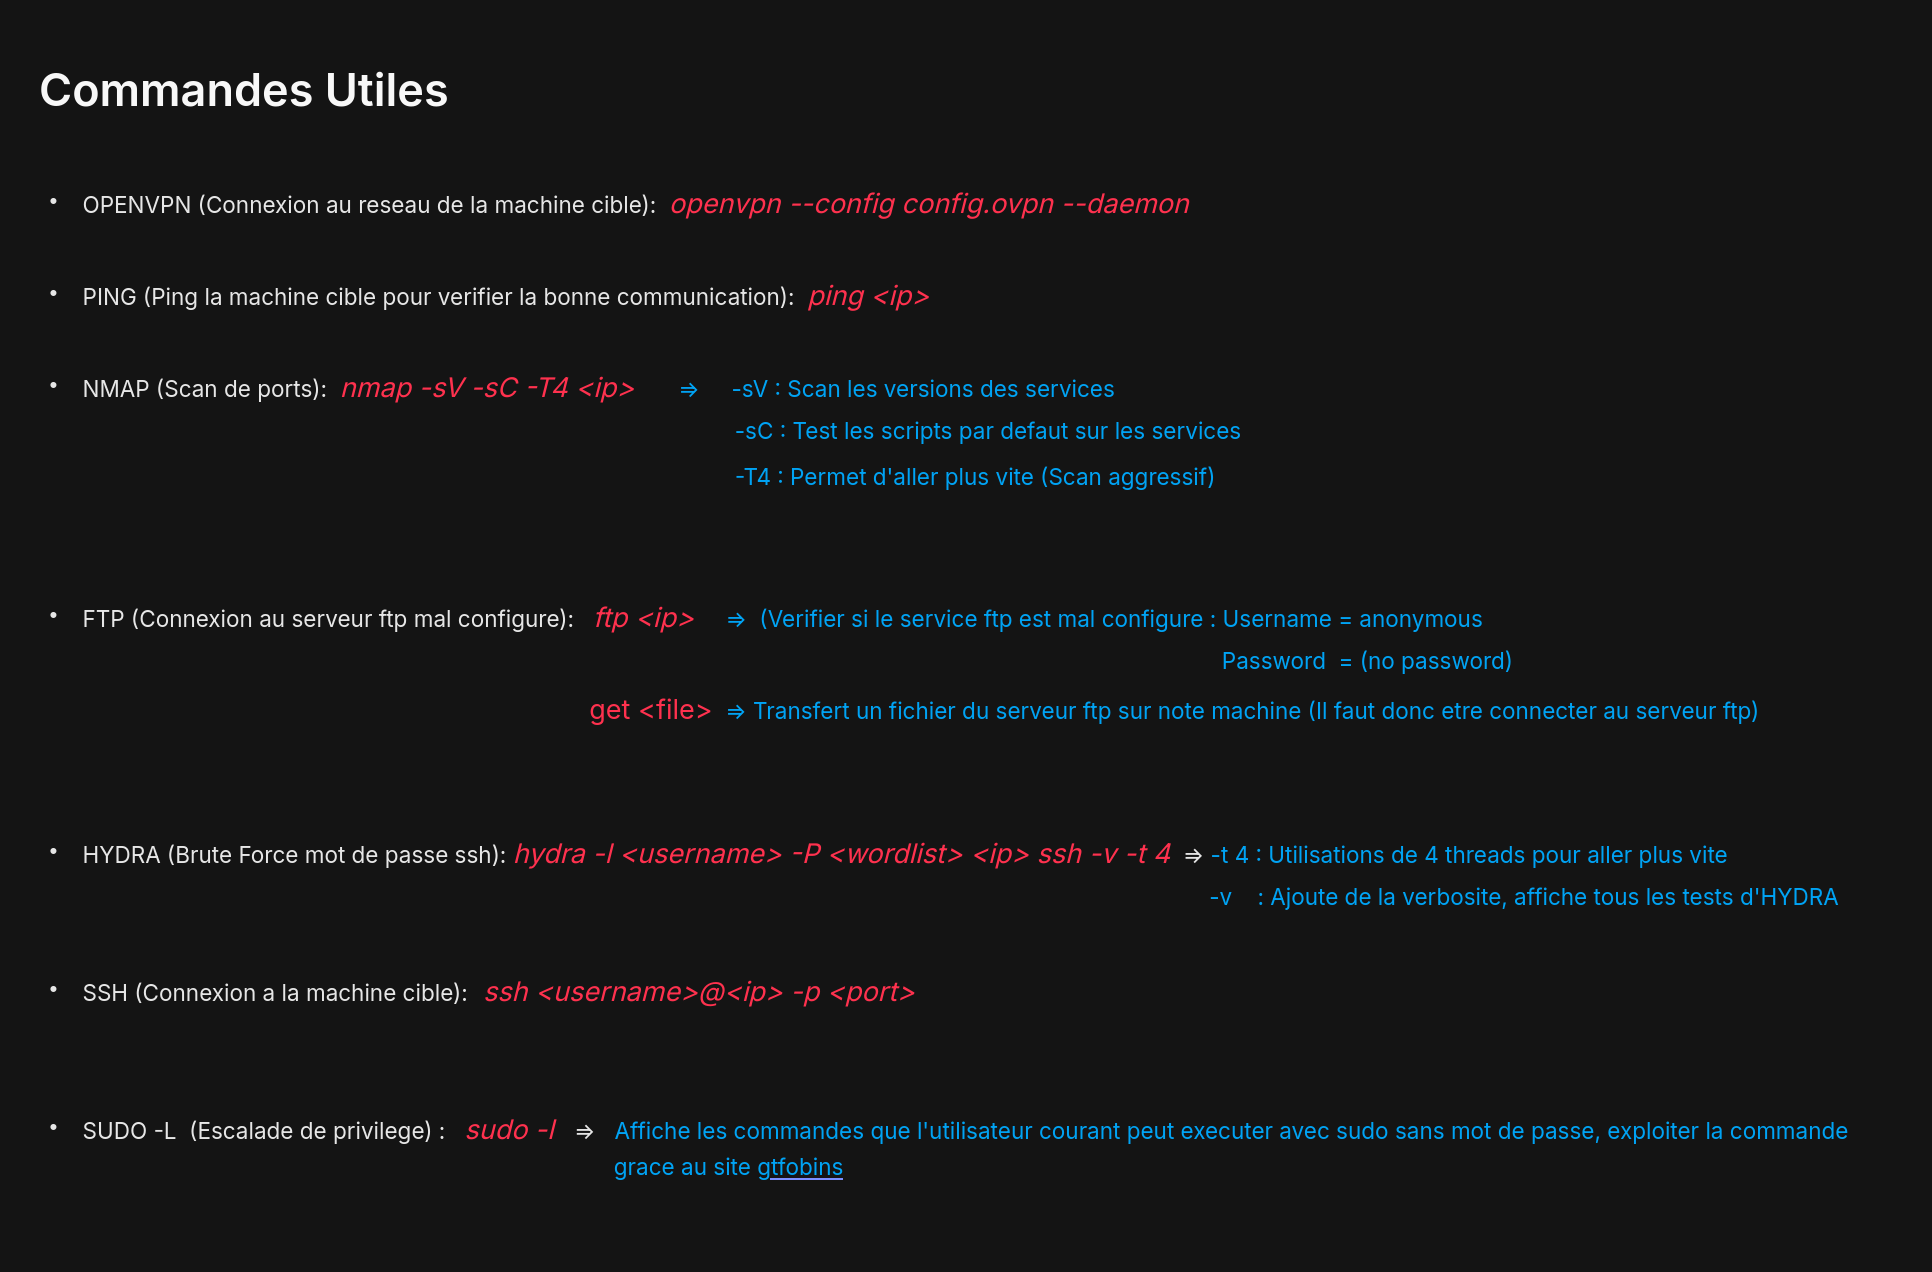 Commandes Utiles
• OPENVPN (Connexion au reseau de la machine cible): openvpn --config config.ovpn --daemon
• PING (Ping la machine cible pour verifier la bonne communication): ping <ip>
• NMAP (Scan de ports): nmap -sV -sC -T4 <ip> ⇒ -sV : Scan les versions des services
-sC : Test les scripts par defaut sur les services
-T4 : Permet d'aller plus vite (Scan aggressif)
• FTP (Connexion au serveur ftp mal configure): ftp <ip> ⇒ (Verifier si le service ftp est mal configure : Username = anonymous
Password = (no password)
get <file> ⇒ Transfert un fichier du serveur ftp sur note machine (Il faut donc etre connecter au serveur ftp)
• HYDRA (Brute Force mot de passe ssh): hydra -l <username> -P <wordlist> <ip> ssh -v -t 4 ⇒ -t 4 : Utilisations de 4 threads pour aller plus vite
-v : Ajoute de la verbosite, affiche tous les tests d'HYDRA
• SSH (Connexion a la machine cible): ssh <username>@<ip> -p <port>
• SUDO -L (Escalade de privilege) : sudo -l ⇒ Affiche les commandes que l'utilisateur courant peut executer avec sudo sans mot de passe, exploiter la commande
grace au site gtfobins